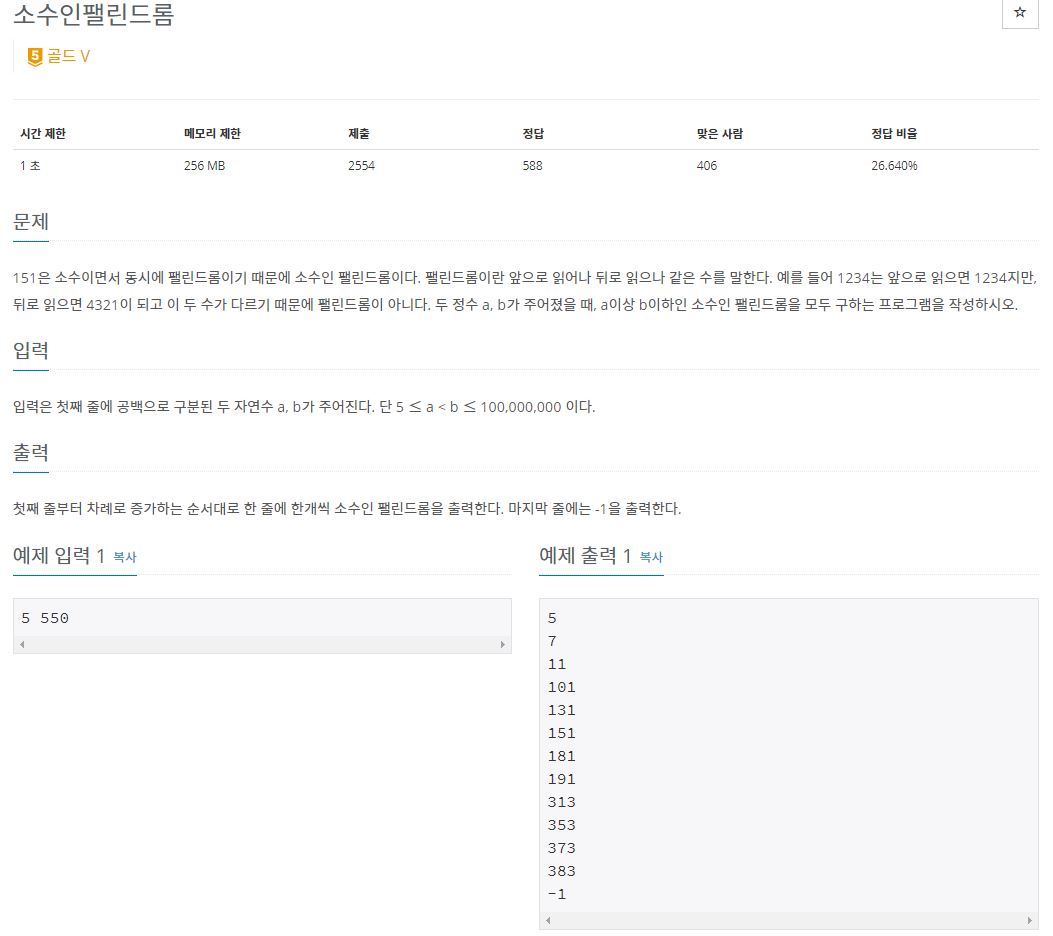 소수인팰린드롬
☆
5 골드 V
시간 제한 메모리 제한 제출 정답 맞은 사람 정답 비율
1 초 256 MB 2554 588 406 26.640%
문제
151은 소수이면서 동시에 팰린드롬이기 때문에 소수인 팰린드롬이다. 팰린드롬이란 앞으로 읽어나 뒤로 읽으나 같은 수를 말한다. 예를 들어 1234는 앞으로 읽으면 1234지만,
뒤로 읽으면 4321이 되고 이 두 수가 다르기 때문에 팰린드롬이 아니다. 두 정수 a, b가 주어졌을 때, a이상 b이하인 소수인 팰린드롬을 모두 구하는 프로그램을 작성하시오.
입력
입력은 첫째 줄에 공백으로 구분된 두 자연수 a, b가 주어진다. 단 5 ≤ a < b ≤ 100,000,000 이다.
출력
첫째 줄부터 차례로 증가하는 순서대로 한 줄에 한개씩 소수인 팰린드롬을 출력한다. 마지막 줄에는 -1을 출력한다.
예제 입력 1 복사
5 550
예제 출력 1 복사
5
7
11
101
131
151
181
191
313
353
373
383
-1